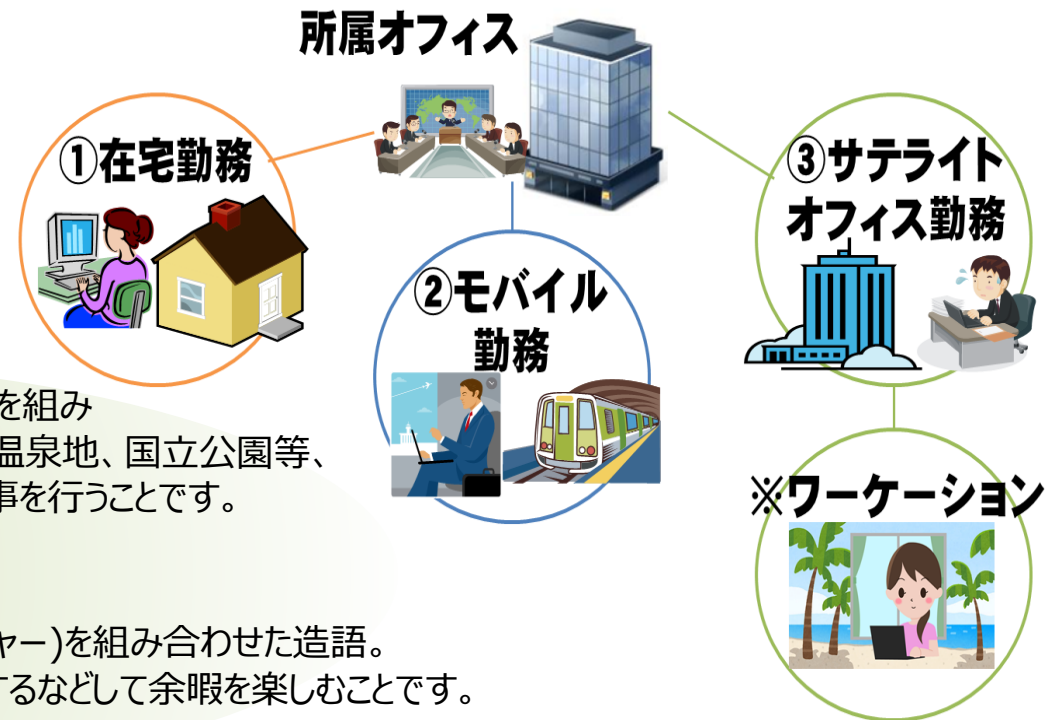 所属オフィス
①在宅勤務
②モバイル
勤務
③サテライト
オフィス勤務
※ワーケーション
を組み
温泉地、国立公園等、
事を行うことです。
ャー)を組み合わせた造語。
するなどして余暇を楽しむことです。